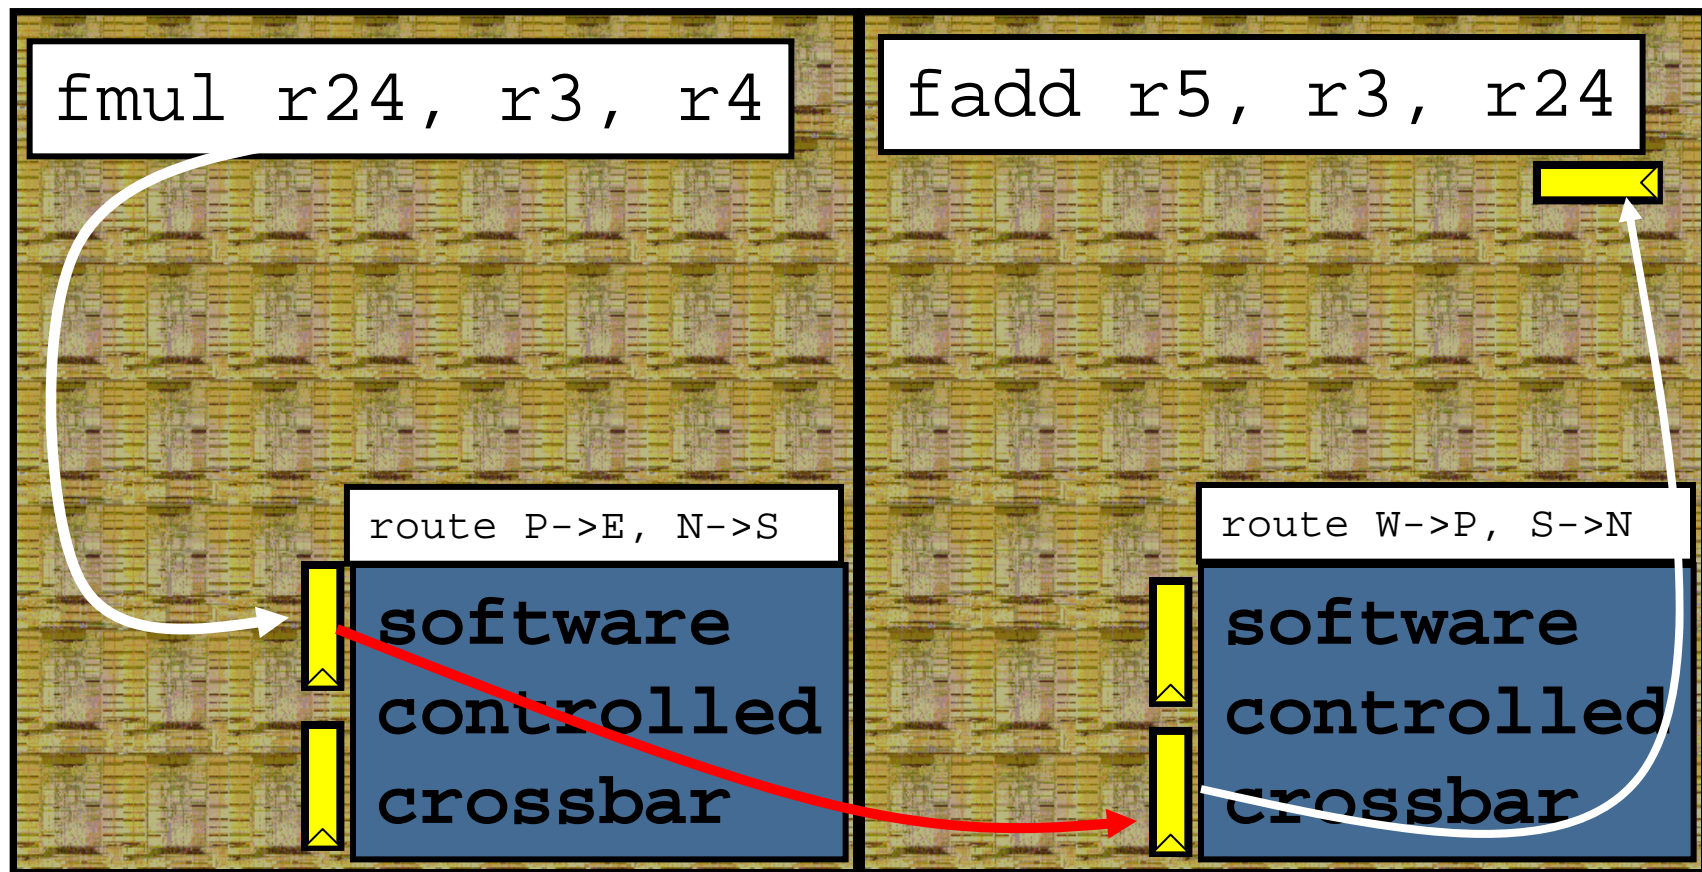 fmul r24, r3, r4
fadd r5, r3, r24
route P->E, N->S
software
controlled
crossbar
route W->P, S->N
software
controlled
crossbar